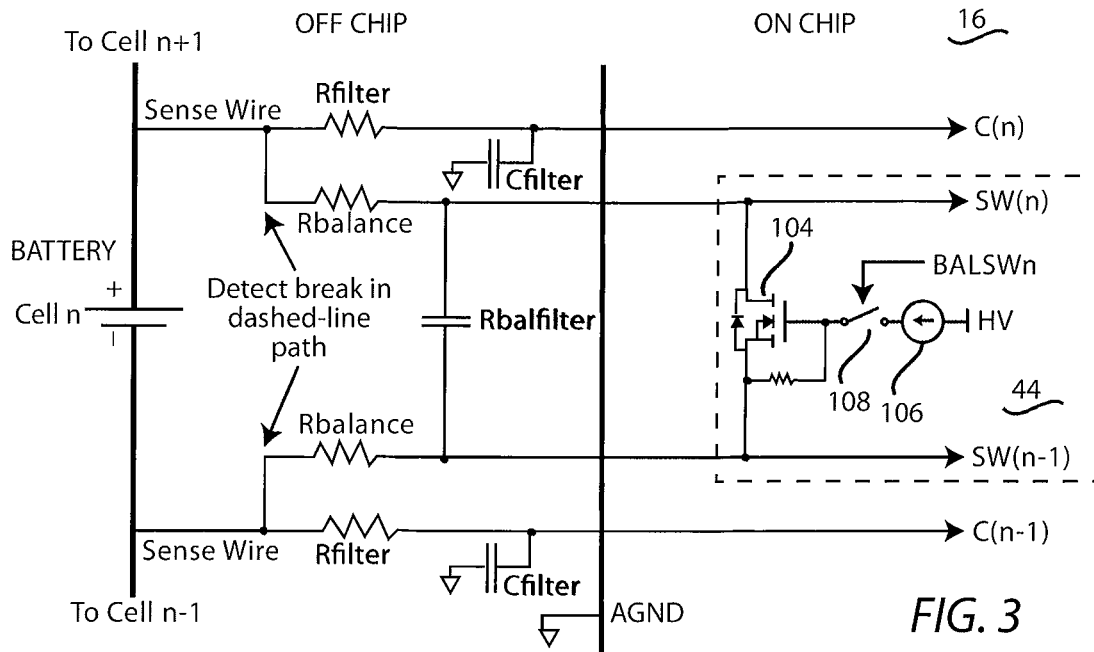 OFF CHIP
ON CHIP
16
To Cell n+1
Sense Wire
Rfilter
C(n)
Cfilter
Rbalance
SW(n)
104
BATTERY
+
Cell n
–
Detect break in
dashed-line
path
Rbalfilter
BALSWn
HV
108
106
44
Rbalance
SW(n-1)
Sense Wire
Rfilter
C(n-1)
Cfilter
To Cell n-1
AGND
FIG. 3